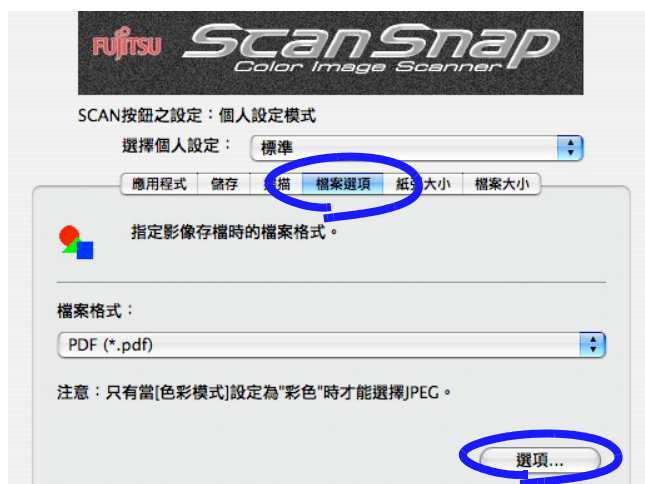 FUJITSU ScanSnap
Color Image Scanner
SCAN按鈕之設定：個人設定模式
選擇個人設定： 標準
應用程式 儲存 掃描 檔案選項 紙張大小 檔案大小
指定影像存檔時的檔案格式。
檔案格式：
PDF (*.pdf)
注意：只有當[色彩模式]設定為"彩色"時才能選擇JPEG。
選項...